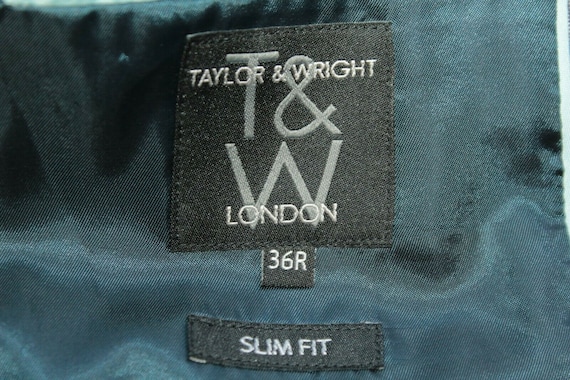 TAYLOR & WRIGHT
T&
W
LONDON
36R
SLIM FIT